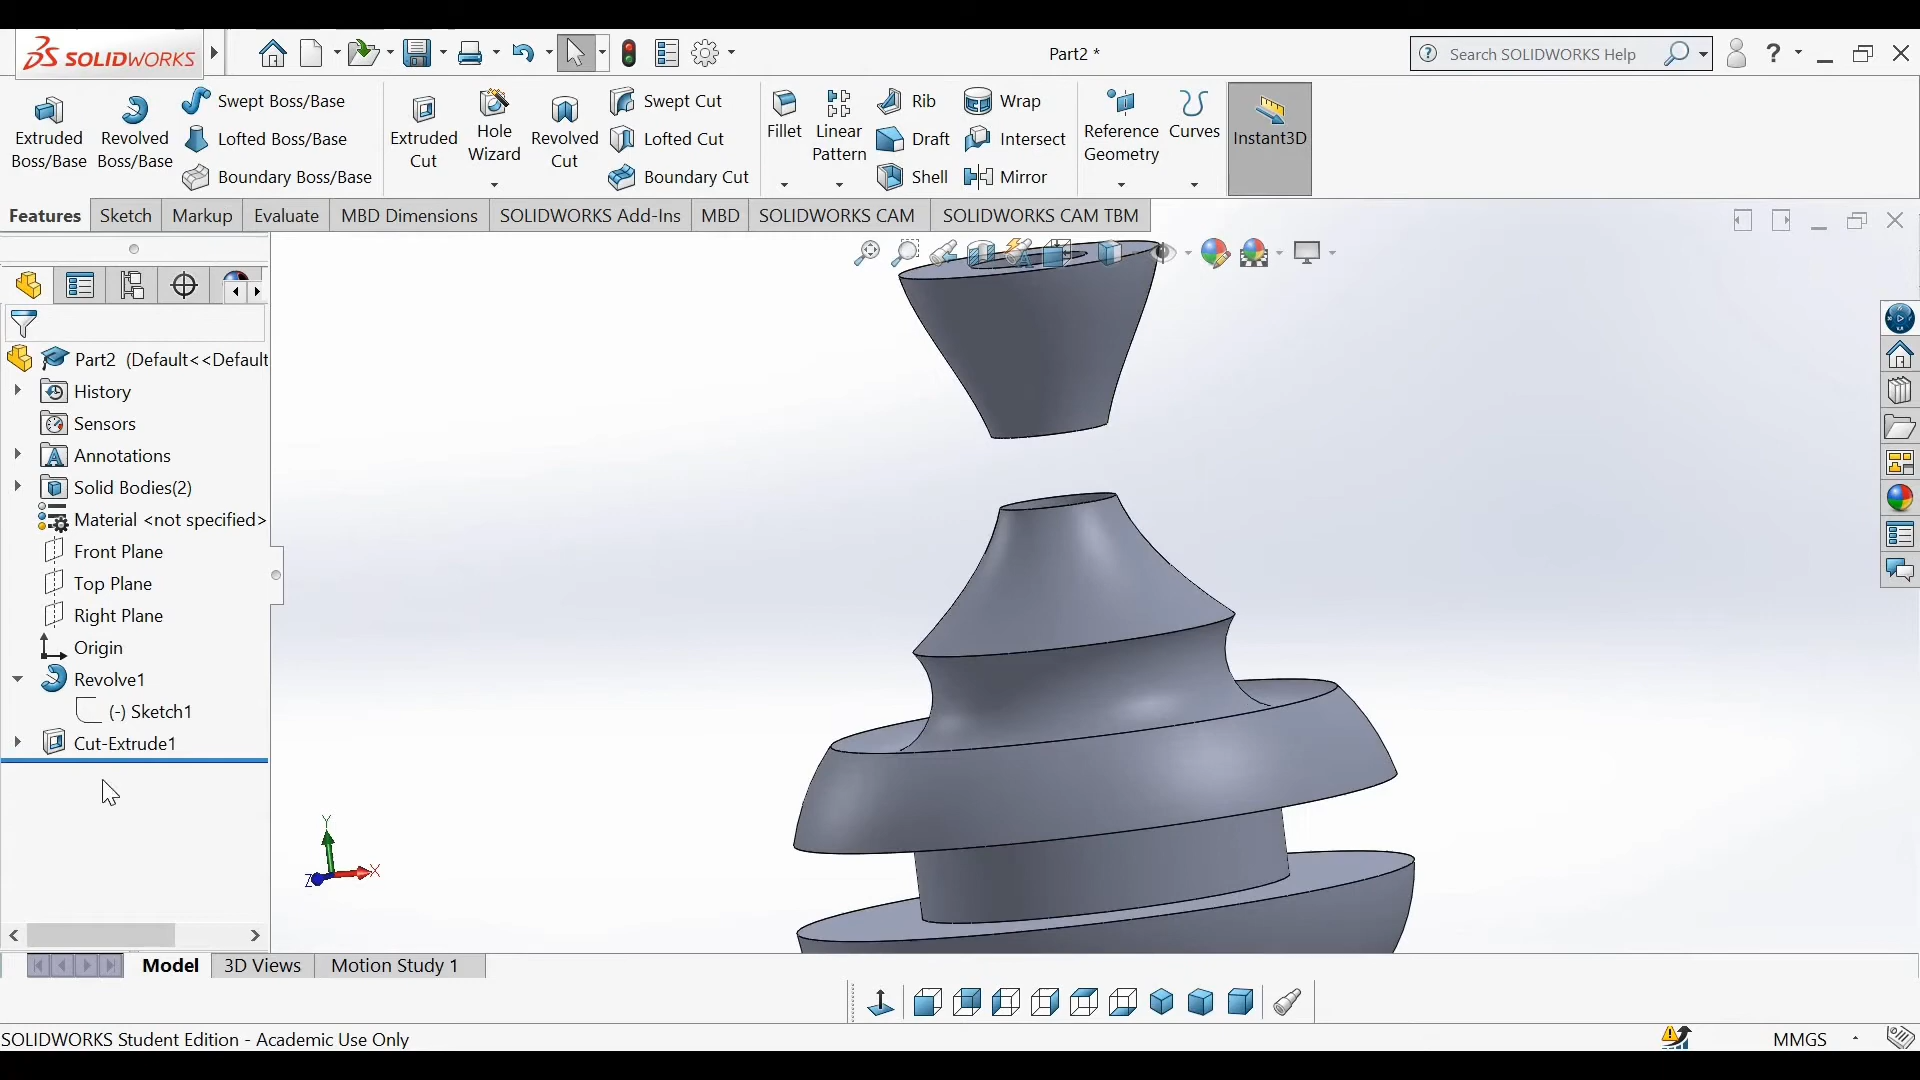 SOLIDWORKS
Part2 *
Search SOLIDWORKS Help
?
Extruded Boss/Base
Revolved Boss/Base
Swept Boss/Base
Lofted Boss/Base
Boundary Boss/Base
Extruded Cut
Hole Wizard
Revolved Cut
Swept Cut
Lofted Cut
Boundary Cut
Fillet
Linear Pattern
Rib
Draft
Shell
Wrap
Intersect
Mirror
Reference Geometry
Curves
Instant3D
Features
Sketch
Markup
Evaluate
MBD Dimensions
SOLIDWORKS Add-Ins
MBD
SOLIDWORKS CAM
SOLIDWORKS CAM TBM
Part2 (Default<<Default
History
Sensors
Annotations
Solid Bodies(2)
Material <not specified>
Front Plane
Top Plane
Right Plane
Origin
Revolve1
(-) Sketch1
Cut-Extrude1
Y
X
Z
Model
3D Views
Motion Study 1
SOLIDWORKS Student Edition - Academic Use Only
MMGS